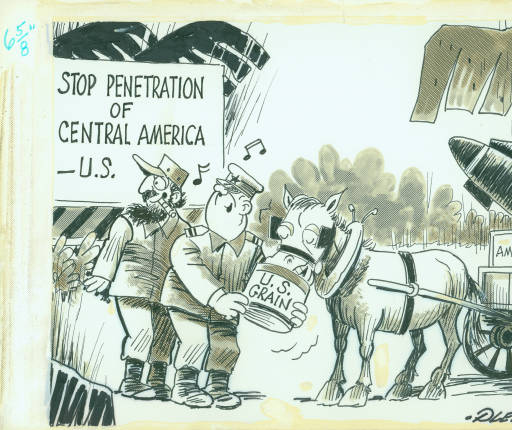 6 5/8"
STOP PENETRATION
OF
CENTRAL AMERICA
—U.S.
U.S.
GRAIN
AM